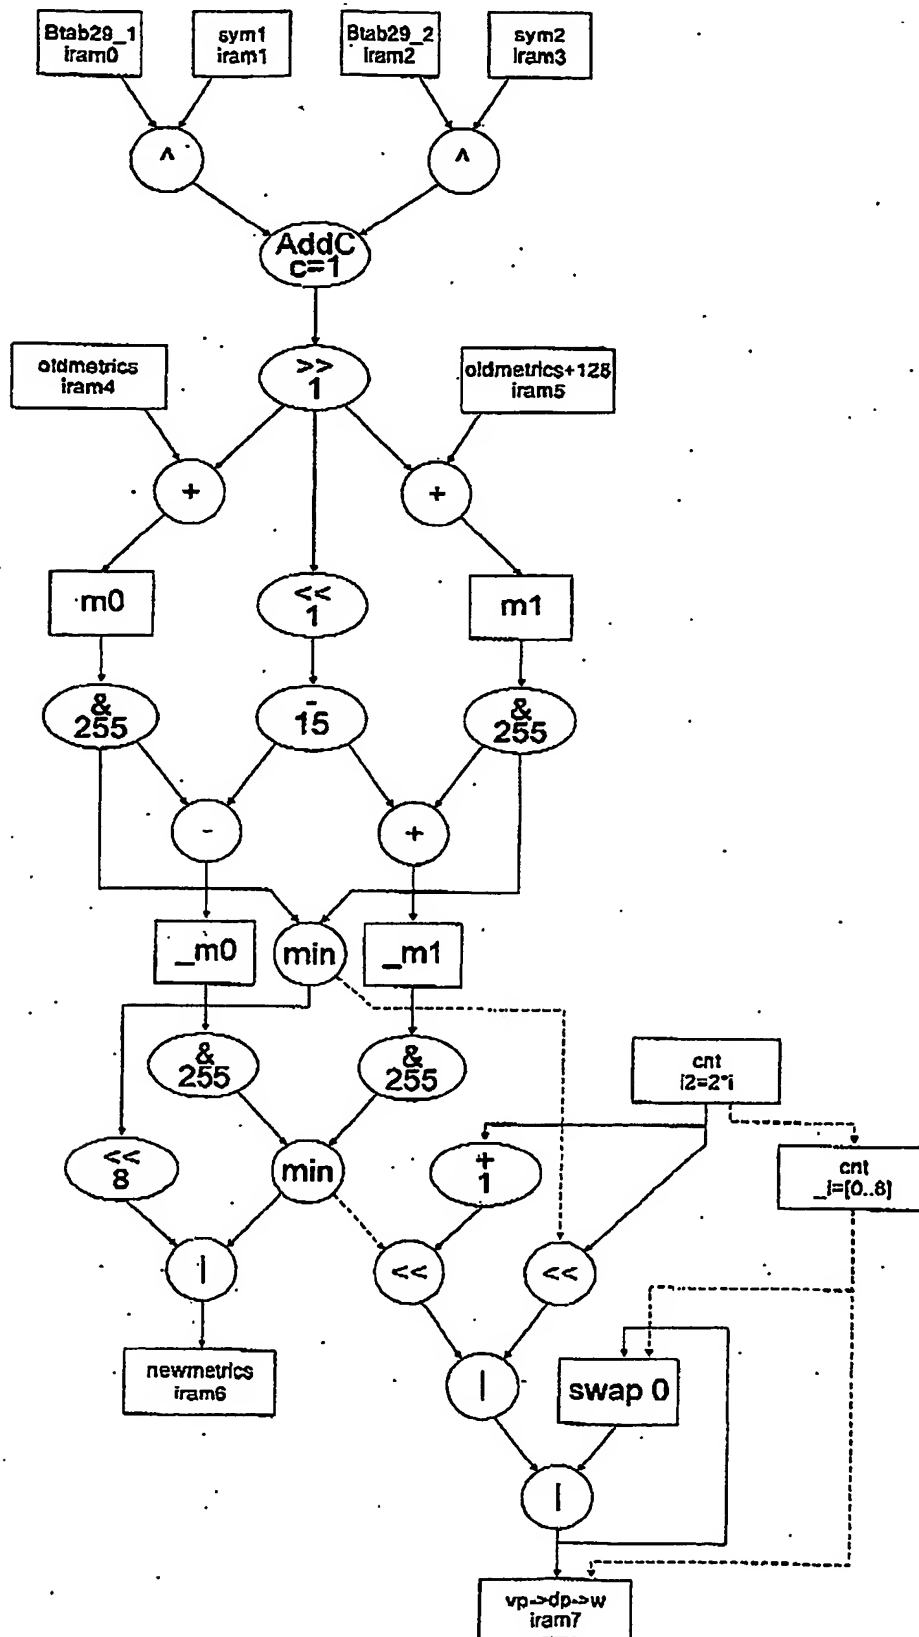 Btab29_1
iram0
sym1
iram1
Btab29_2
iram2
sym2
iram3
^
^
AddC
c=1
oldmetrics
iram4
>>
1
oldmetrics+128
iram5
+
+
m0
<<
1
m1
&
255
-
15
&
255
-
+
_m0
min
_m1
&
255
&
255
cnt
i2=2*i
<<
8
min
+
1
cnt
_i=[0..8]
|
<<
<<
newmetrics
iram6
|
swap 0
|
vp->dp->w
iram7